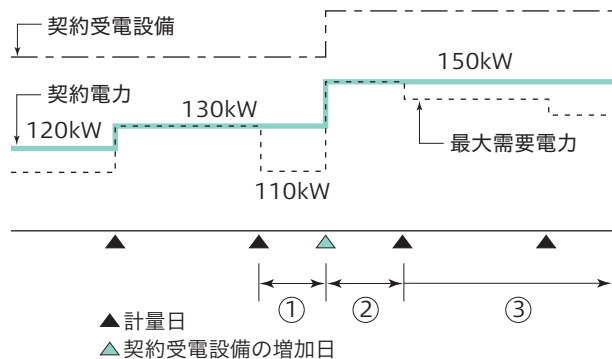 契約受電設備
契約電力
120kW
130kW
110kW
150kW
最大需要電力
①
②
③
▲計量日
▲契約受電設備の増加日